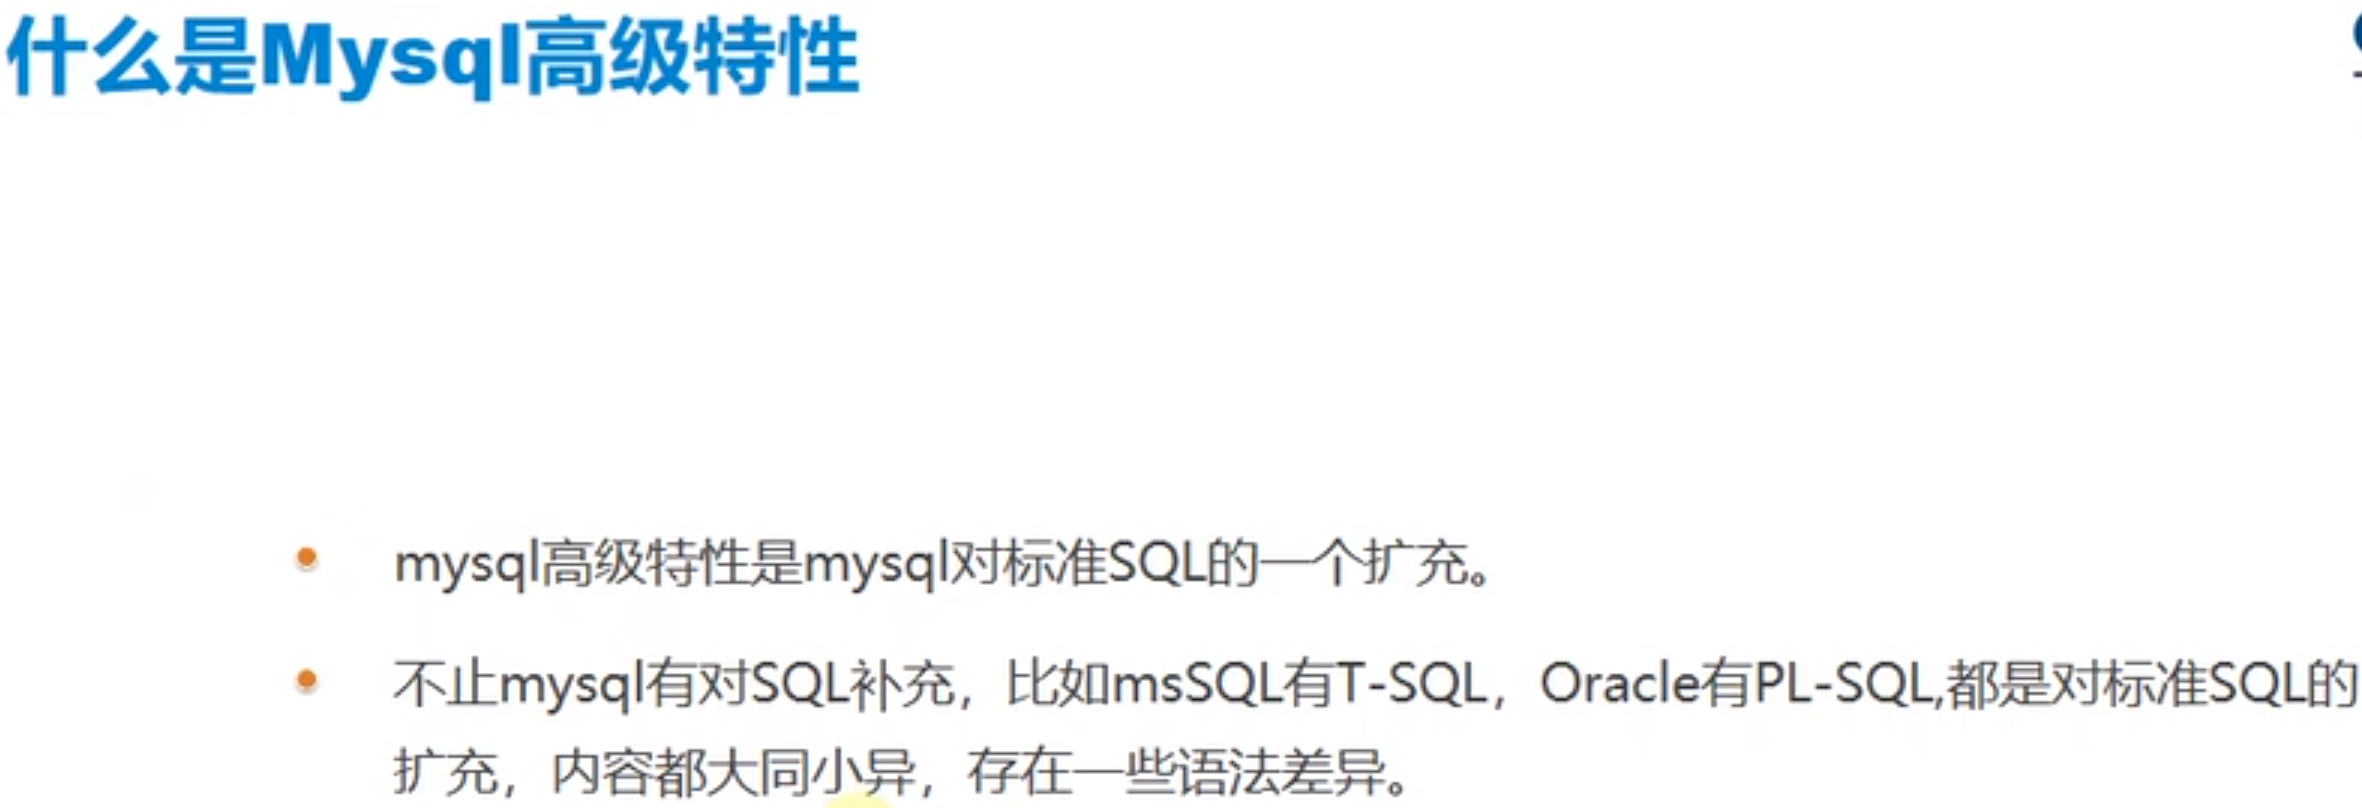 什么是Mysql高级特性
mysql高级特性是mysql对标准SQL的一个扩充。
不止mysql有对SQL补充，比如msSQL有T-SQL，Oracle有PL-SQL,都是对标准SQL的
扩充，内容都大同小异，存在一些语法差异。